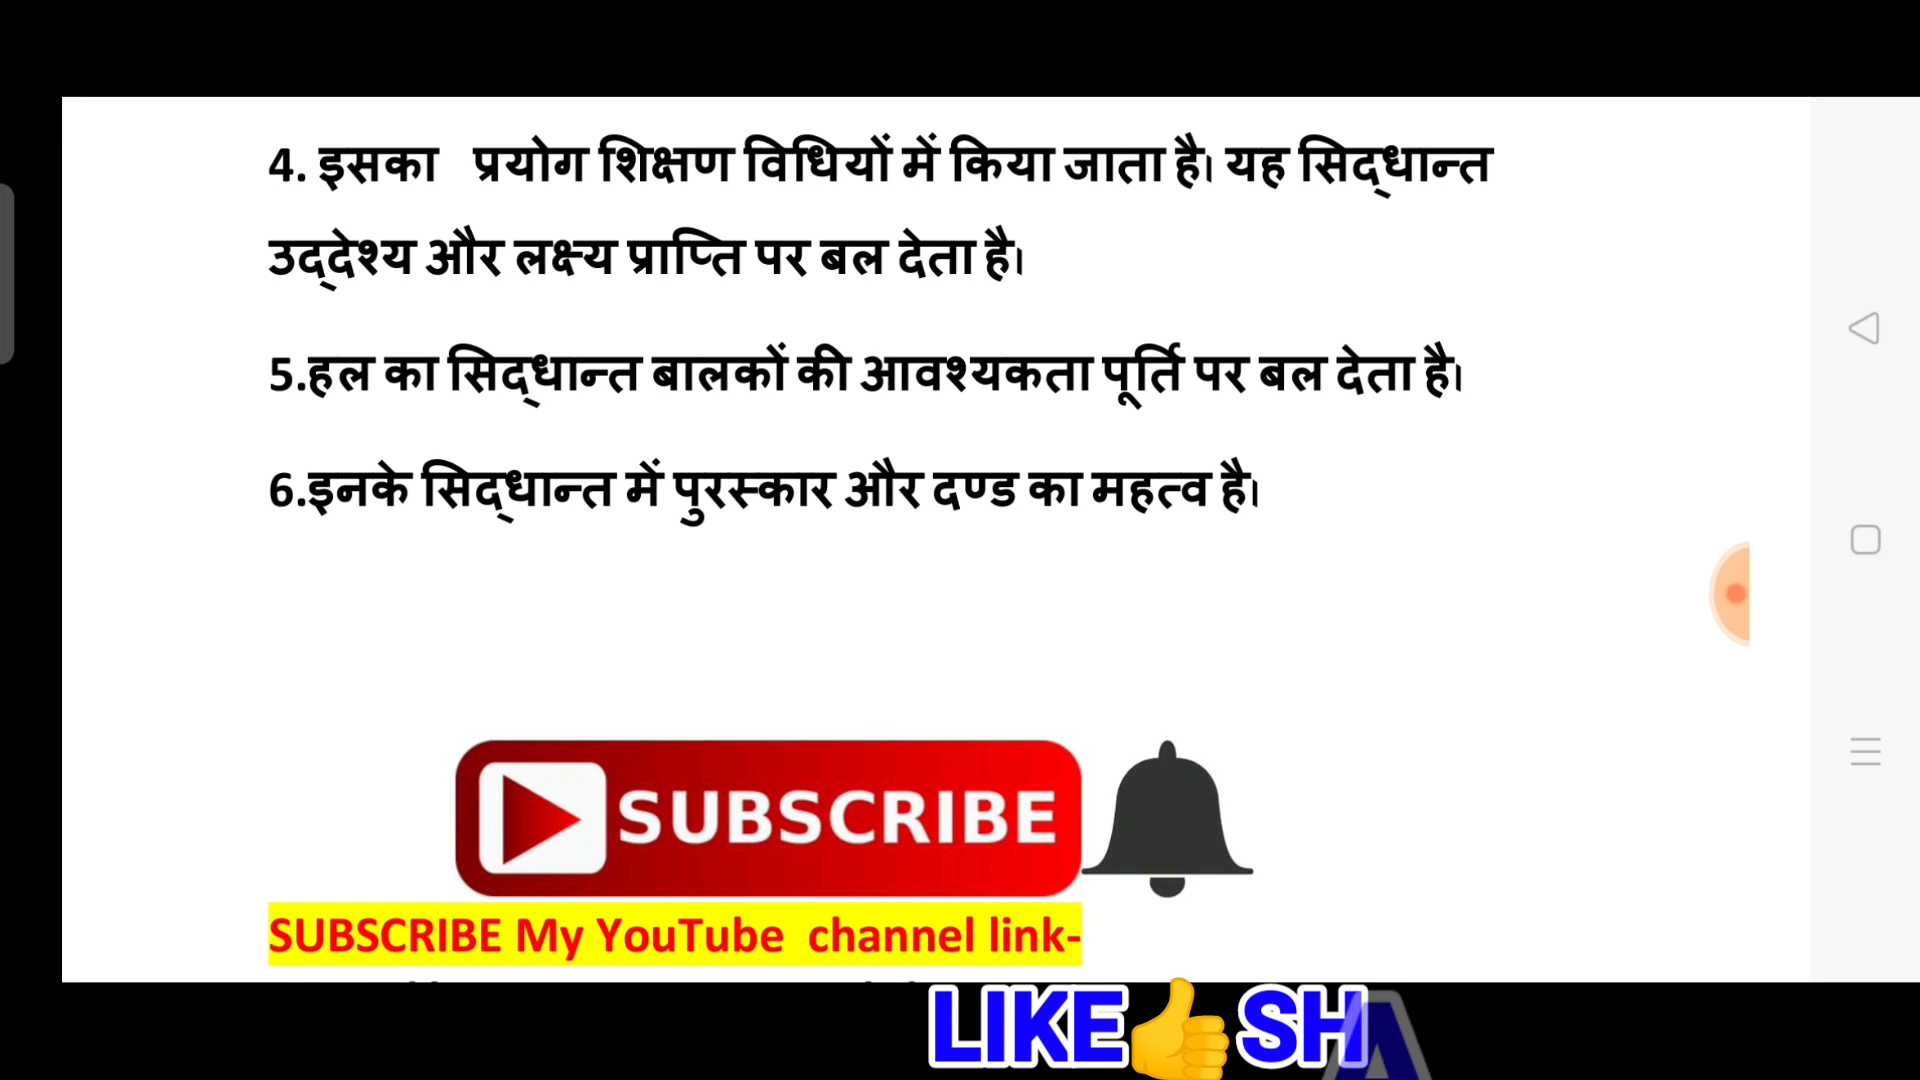 4. इसका प्रयोग शिक्षण विधियों में किया जाता है। यह सिद्धान्त
उद्देश्य और लक्ष्य प्राप्ति पर बल देता है।
5.हल का सिद्धान्त बालकों की आवश्यकता पूर्ति पर बल देता है।
6.इनके सिद्धान्त में पुरस्कार और दण्ड का महत्व है।
SUBSCRIBE
SUBSCRIBE My YouTube channel link-
LIKE👍SHA